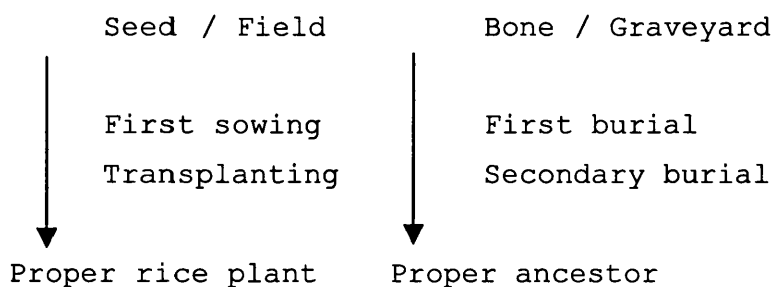 Seed / Field Bone / Graveyard
First sowing First burial
Transplanting Secondary burial
Proper rice plant Proper ancestor